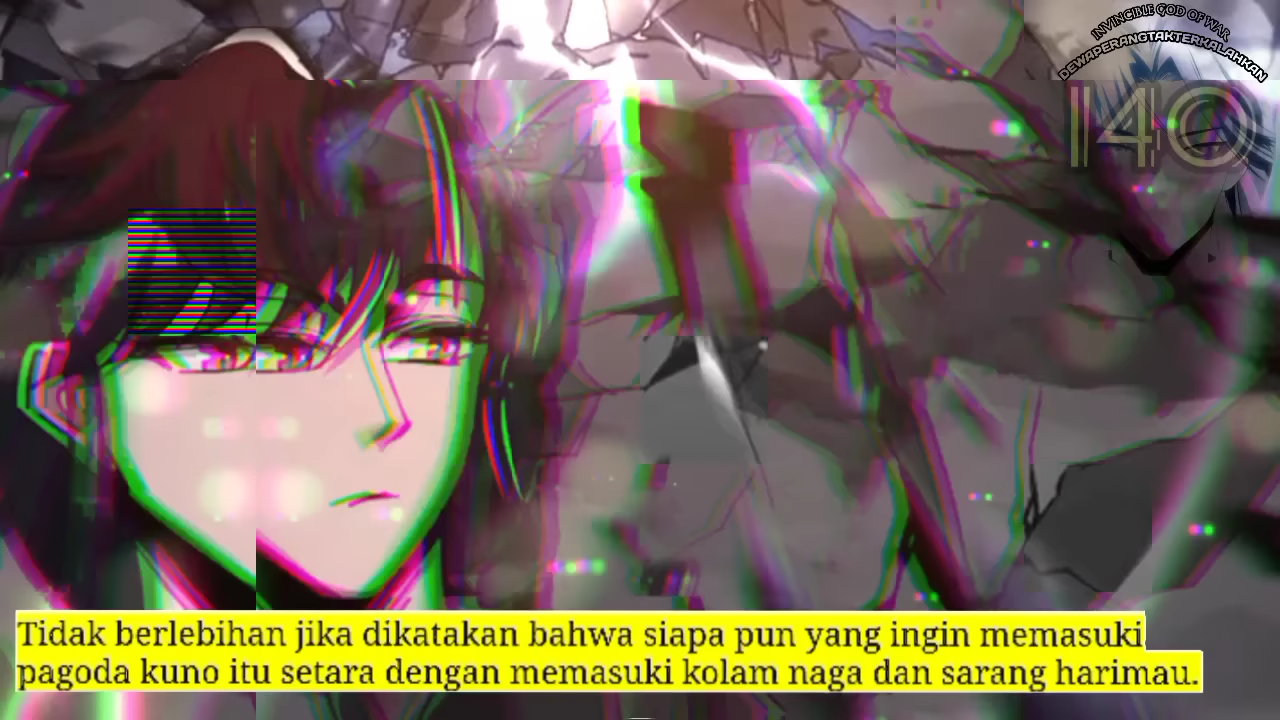 INVINCIBLE GOD OF WAR
DEWAPERANGTAKTERKALAHKAN
140
Tidak berlebihan jika dikatakan bahwa siapa pun yang ingin memasuki
pagoda kuno itu setara dengan memasuki kolam naga dan sarang harimau.